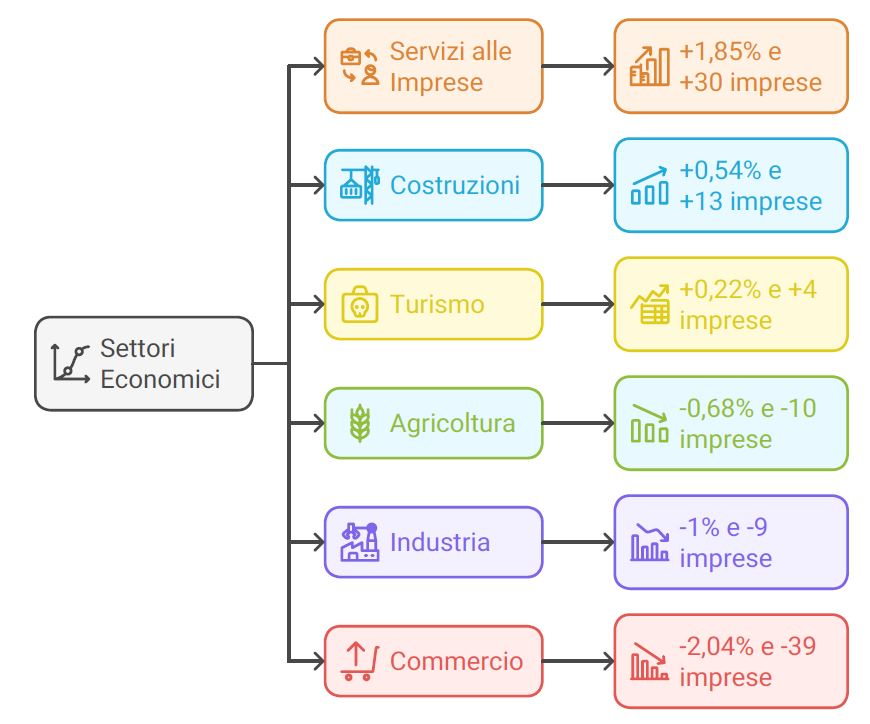 Settori
Economici
Servizi alle
Imprese
+1,85% e
+30 imprese
Costruzioni
+0,54% e
+13 imprese
Turismo
+0,22% e +4
imprese
Agricoltura
-0,68% e -10
imprese
Industria
-1% e -9
imprese
Commercio
-2,04% e -39
imprese